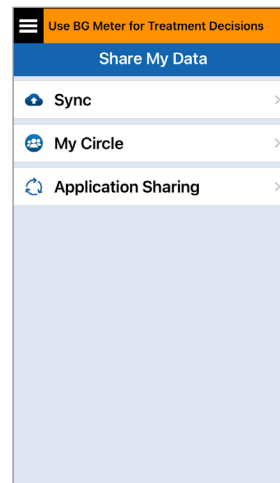 Use BG Meter for Treatment Decisions
Share My Data
Sync
My Circle
Application Sharing